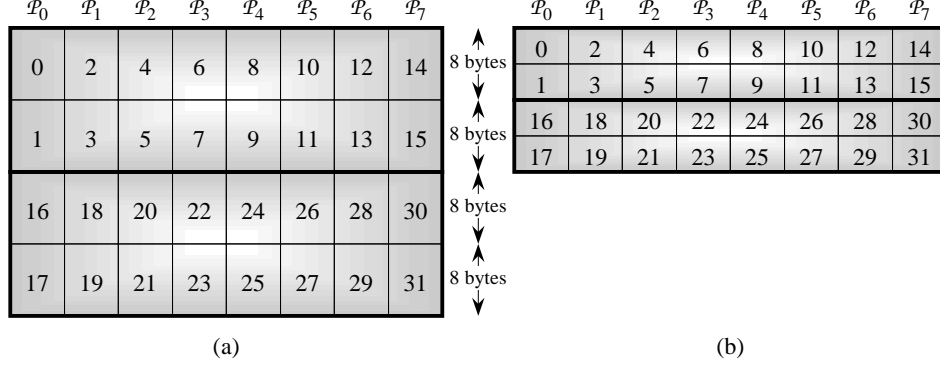 𝒫0 𝒫1 𝒫2 𝒫3 𝒫4 𝒫5 𝒫6 𝒫7
0 2 4 6 8 10 12 14
8 bytes
1 3 5 7 9 11 13 15
8 bytes
16 18 20 22 24 26 28 30
8 bytes
17 19 21 23 25 27 29 31
8 bytes
(a)
𝒫0 𝒫1 𝒫2 𝒫3 𝒫4 𝒫5 𝒫6 𝒫7
0 2 4 6 8 10 12 14
1 3 5 7 9 11 13 15
16 18 20 22 24 26 28 30
17 19 21 23 25 27 29 31
(b)